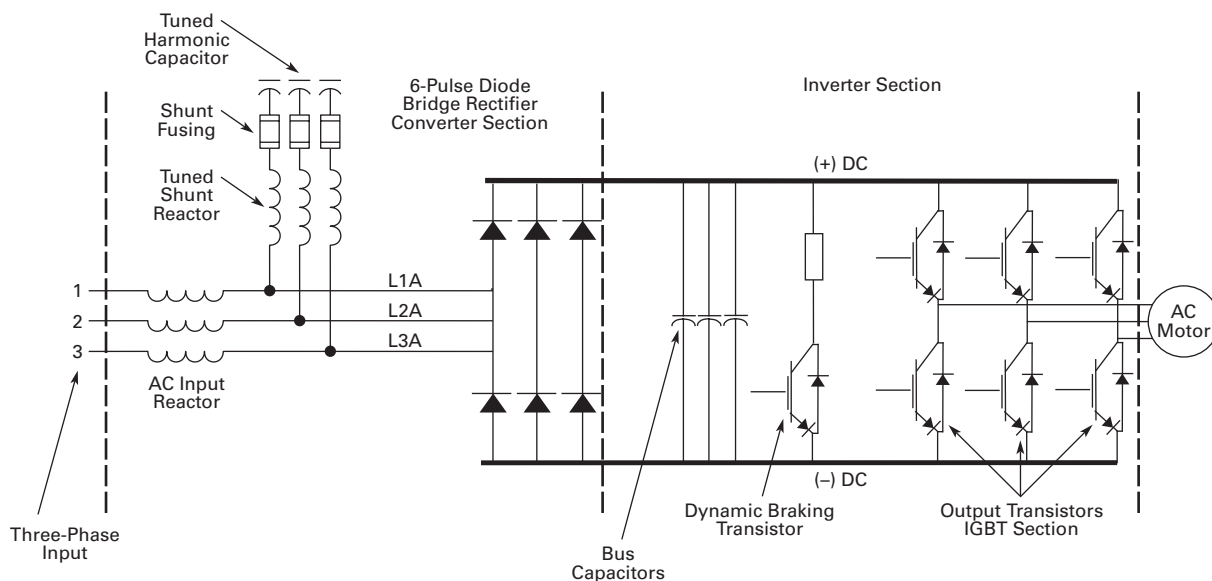 Tuned
Harmonic
Capacitor
Shunt
Fusing
Tuned
Shunt
Reactor
6-Pulse Diode
Bridge Rectifier
Converter Section
Inverter Section
(+) DC
1
2
3
L1A
L2A
L3A
AC Input
Reactor
AC
Motor
(–) DC
Three-Phase
Input
Bus
Capacitors
Dynamic Braking
Transistor
Output Transistors
IGBT Section